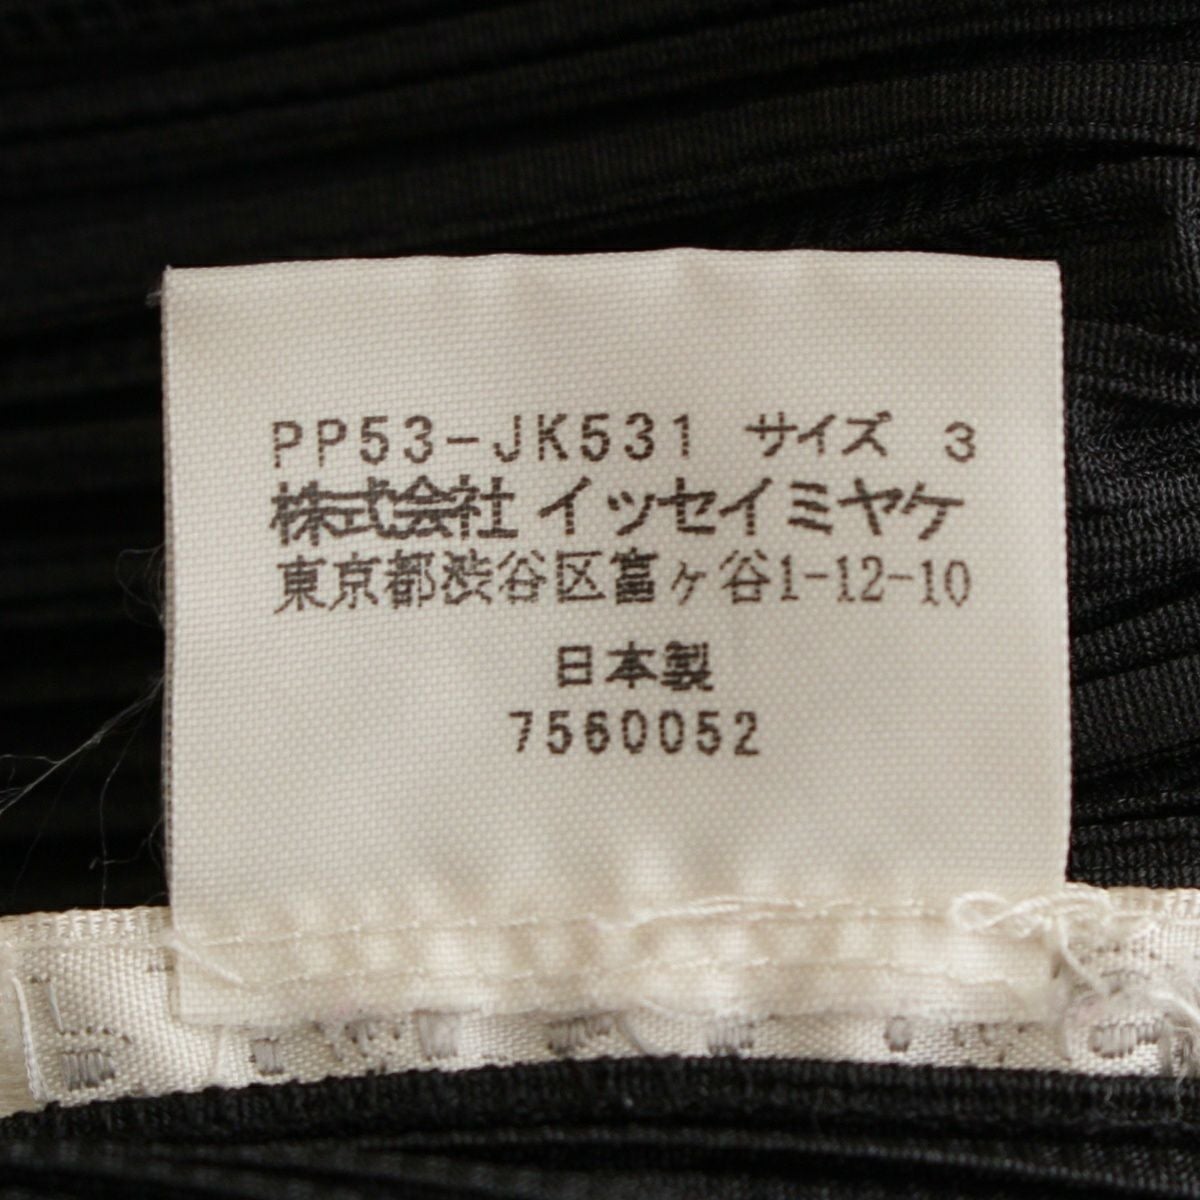 PP53-JK531 サイズ 3
株式会社 イッセイミヤケ
東京都渋谷区富ヶ谷1-12-10
日本製
7560052